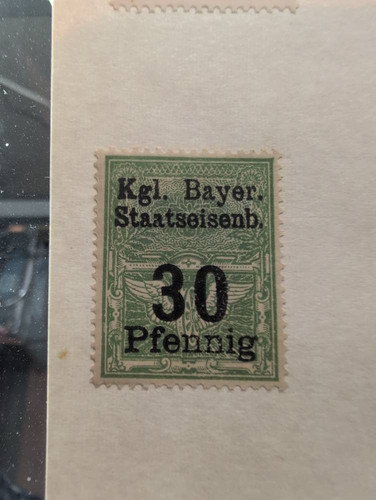 Kgl. Bayer.
Staatseisenb.
30
Pfennig